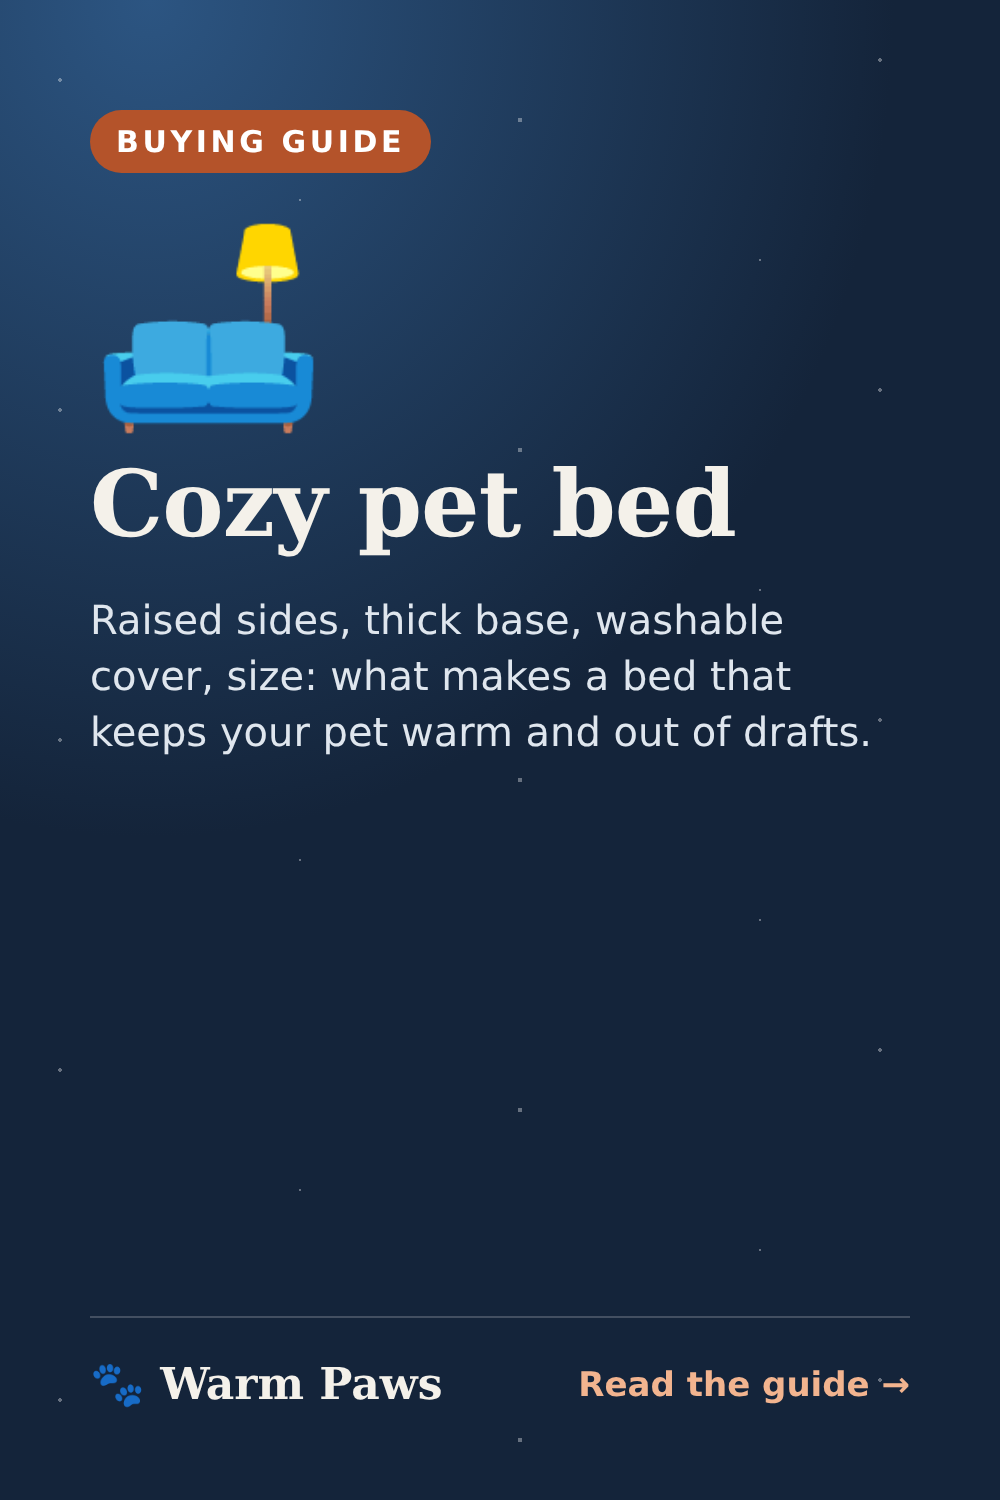 BUYING GUIDE
Cozy pet bed
Raised sides, thick base, washable
cover, size: what makes a bed that
keeps your pet warm and out of drafts.
Warm Paws
Read the guide →